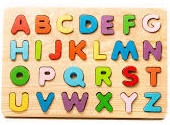 ABCDEFG
HIJKLMN
OPQRST
UVWXYZ